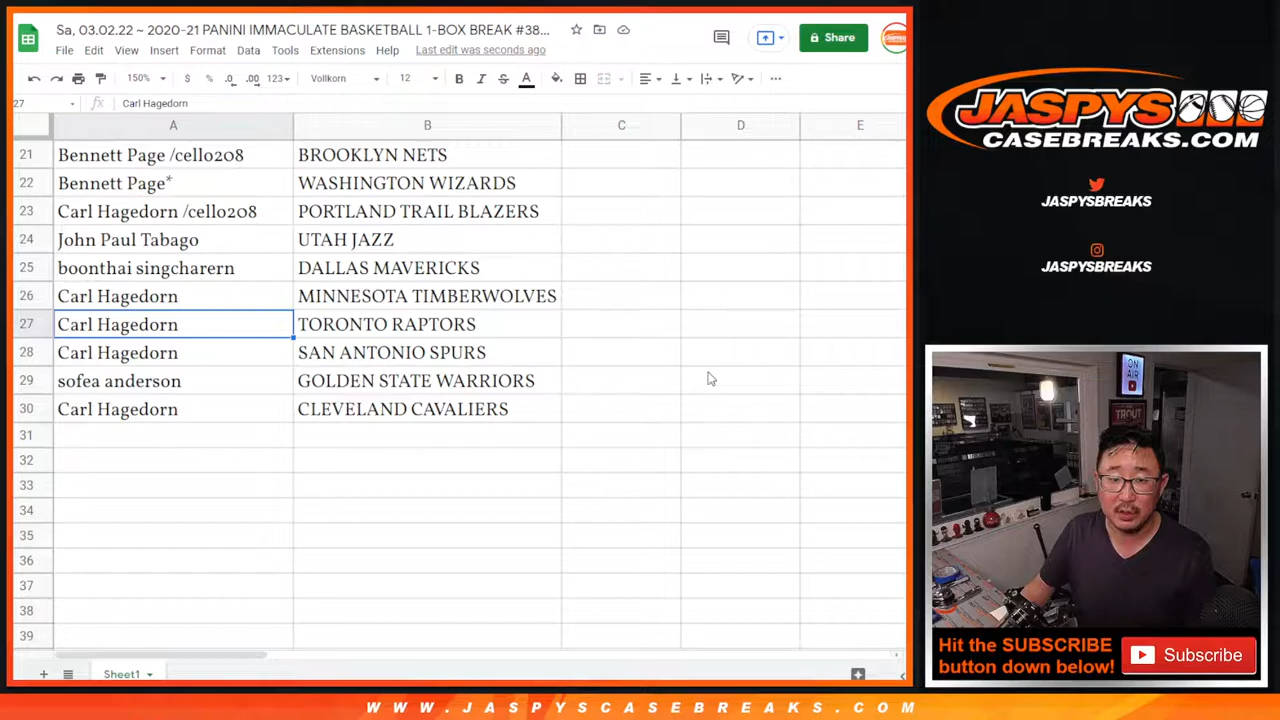 Sa, 03.02.22 ~ 2020-21 PANINI IMMACULATE BASKETBALL 1-BOX BREAK #38...
File Edit View Insert Format Data Tools Extensions Help Last edit was seconds ago
Share
150% $ % .0 .00 123 Vollkorn 12 B I S A
27 fx Carl Hagedorn
A B C D E
21 Bennett Page /cello208 BROOKLYN NETS
22 Bennett Page* WASHINGTON WIZARDS
23 Carl Hagedorn /cello208 PORTLAND TRAIL BLAZERS
24 John Paul Tabago UTAH JAZZ
25 boonthai singcharern DALLAS MAVERICKS
26 Carl Hagedorn MINNESOTA TIMBERWOLVES
27 Carl Hagedorn TORONTO RAPTORS
28 Carl Hagedorn SAN ANTONIO SPURS
29 sofea anderson GOLDEN STATE WARRIORS
30 Carl Hagedorn CLEVELAND CAVALIERS
31
32
33
34
35
36
37
38
39
+ Sheet1
JASPYS
CASEBREAKS.COM
JASPYSBREAKS
JASPYSBREAKS
ON
AIR
TROUT
Hit the SUBSCRIBE
button down below!
Subscribe
WWW.JASPYSCASEBREAKS.COM